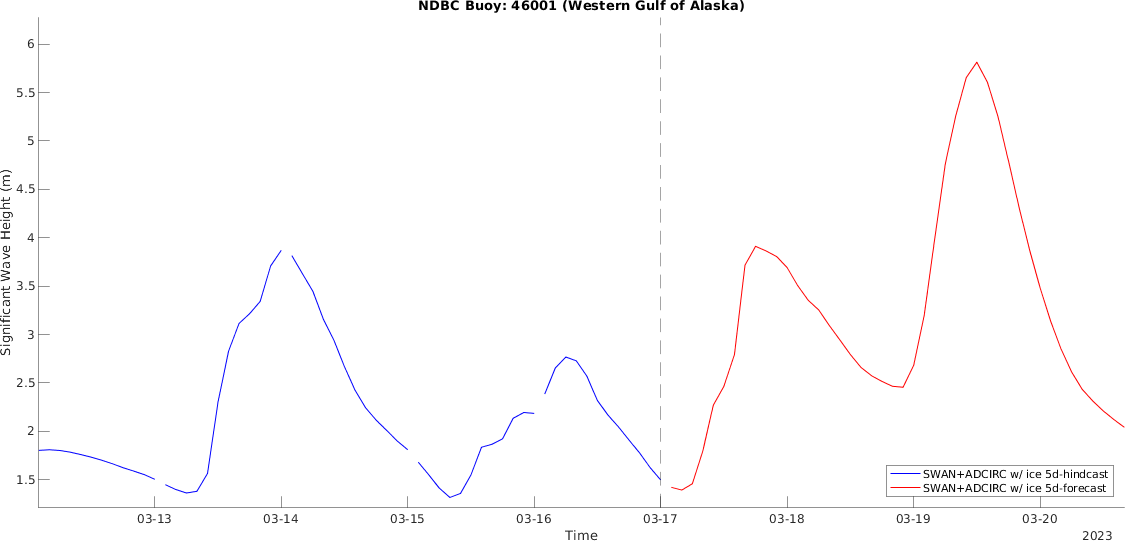 NDBC Buoy: 46001 (Western Gulf of Alaska)
6
5.5
5
4.5
4
3.5
3
2.5
2
1.5
Significant Wave Height (m)
SWAN+ADCIRC w/ ice 5d-hindcast
SWAN+ADCIRC w/ ice 5d-forecast
03-13 03-14 03-15 03-16 03-17 03-18 03-19 03-20
Time
2023